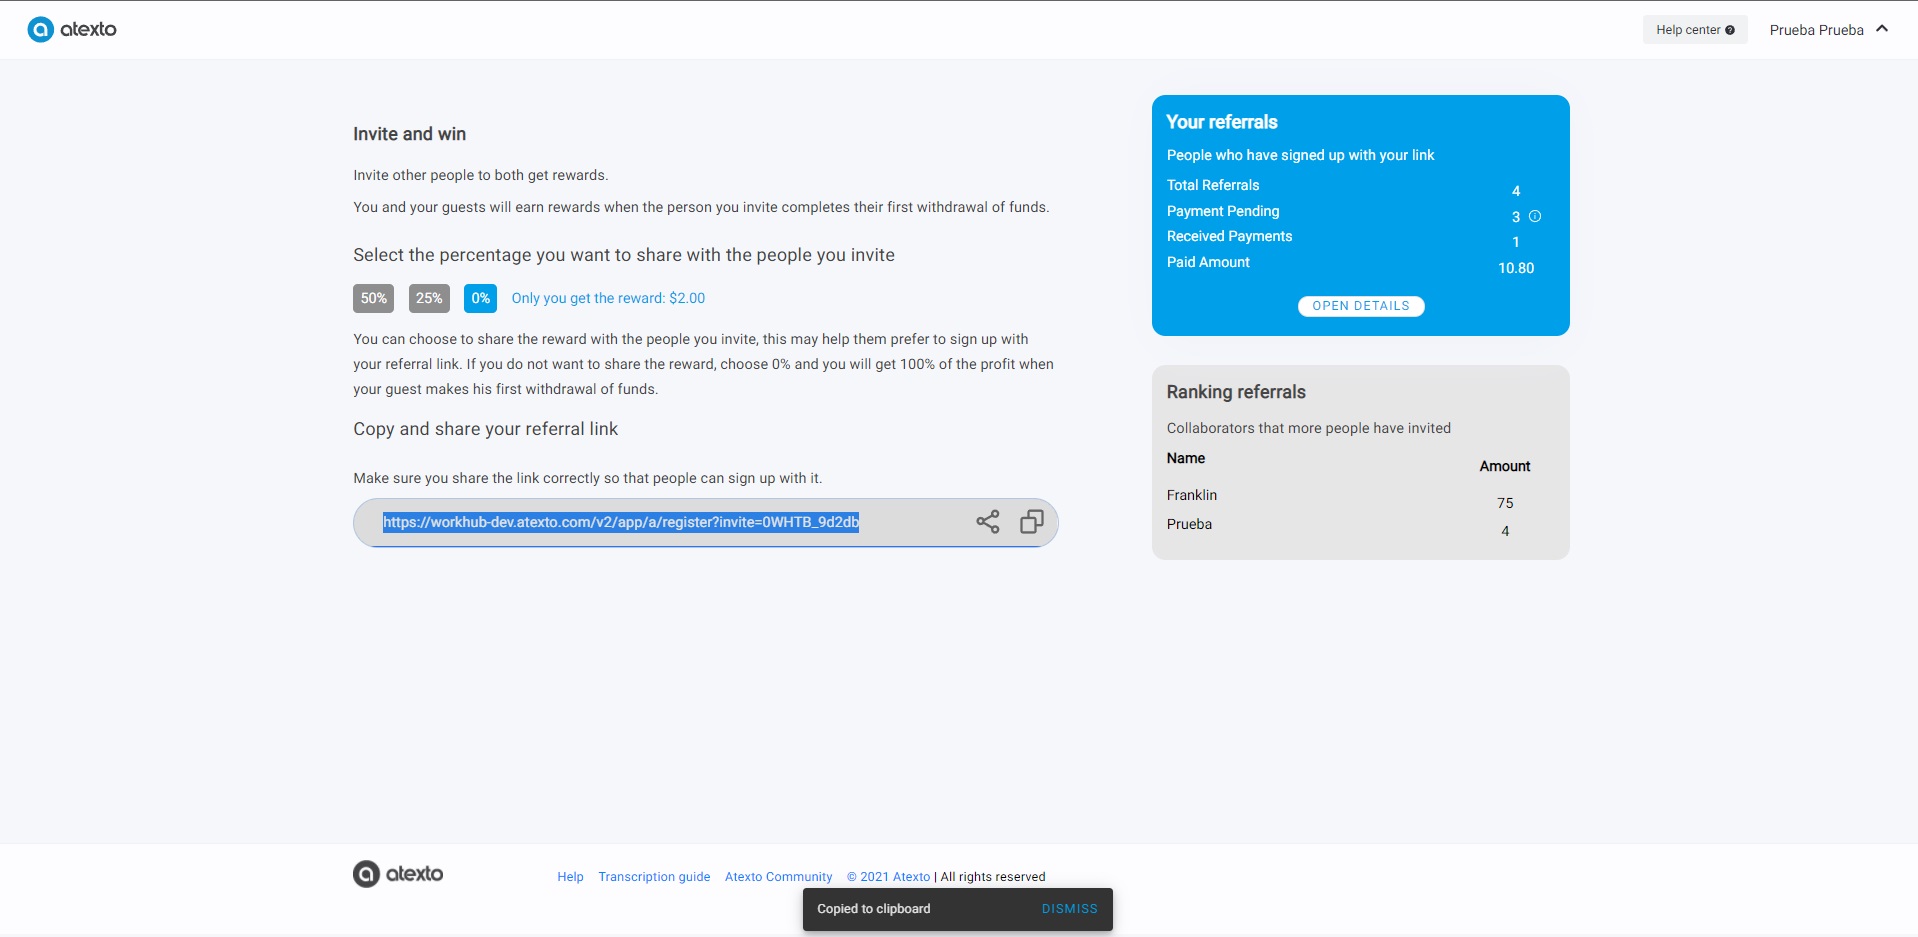 atexto
Help center
Prueba Prueba
Invite and win
Invite other people to both get rewards.
You and your guests will earn rewards when the person you invite completes their first withdrawal of funds.
Select the percentage you want to share with the people you invite
50% 25% 0% Only you get the reward: $2.00
You can choose to share the reward with the people you invite, this may help them prefer to sign up with
your referral link. If you do not want to share the reward, choose 0% and you will get 100% of the profit when
your guest makes his first withdrawal of funds.
Copy and share your referral link
Make sure you share the link correctly so that people can sign up with it.
https://workhub-dev.atexto.com/v2/app/a/register?invite=0WHTB_9d2db
Your referrals
People who have signed up with your link
Total Referrals 4
Payment Pending 3
Received Payments 1
Paid Amount 10.80
OPEN DETAILS
Ranking referrals
Collaborators that more people have invited
Name Amount
Franklin 75
Prueba 4
atexto
Help Transcription guide Atexto Community © 2021 Atexto | All rights reserved
Copied to clipboard DISMISS